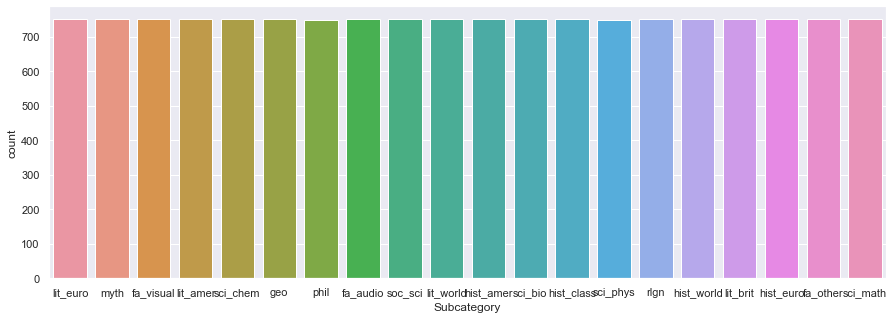 700
600
500
400
300
200
100
0
count
lit_euro myth fa_visual lit_amer sci_chem geo phil fa_audio soc_sci lit_world hist_amer sci_bio hist_class sci_phys rlgn hist_world lit_brit hist_euro fa_others sci_math
Subcategory